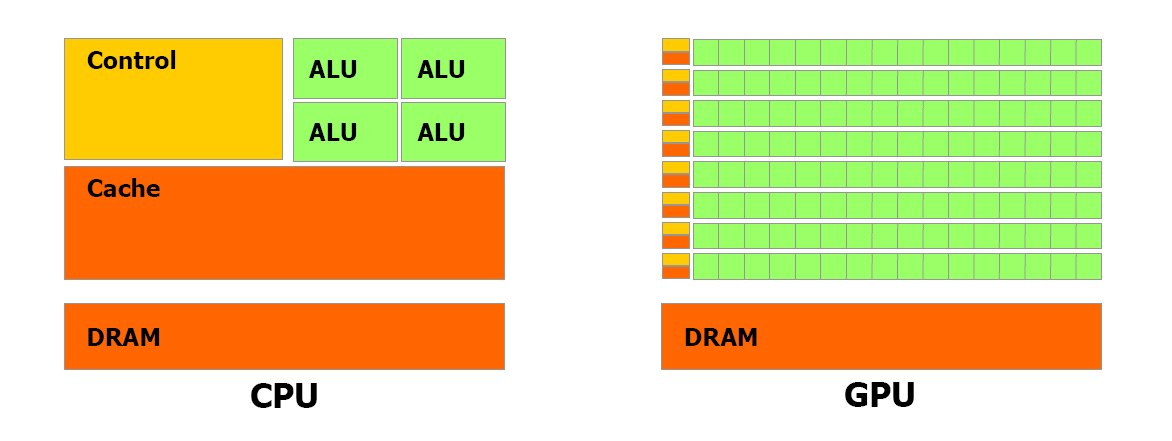 Control
ALU ALU
ALU ALU
Cache
DRAM
CPU
DRAM
GPU